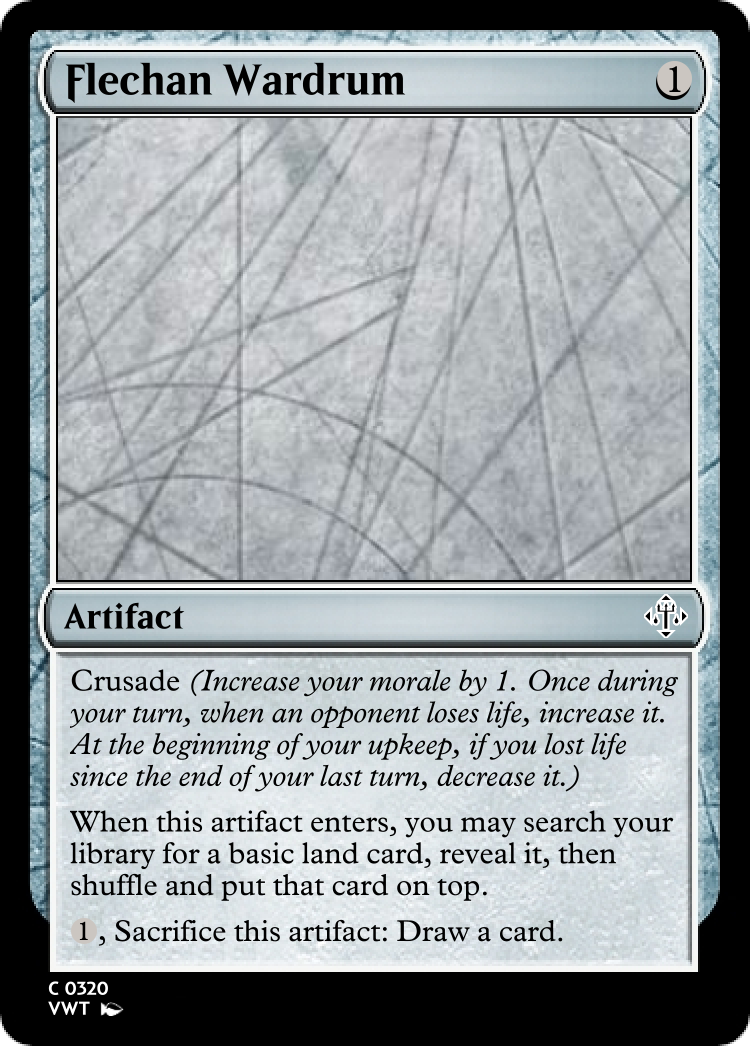 Flechan Wardrum 1
Artifact
Crusade (Increase your morale by 1. Once during
your turn, when an opponent loses life, increase it.
At the beginning of your upkeep, if you lost life
since the end of your last turn, decrease it.)
When this artifact enters, you may search your
library for a basic land card, reveal it, then
shuffle and put that card on top.
1, Sacrifice this artifact: Draw a card.
C 0320
VWT